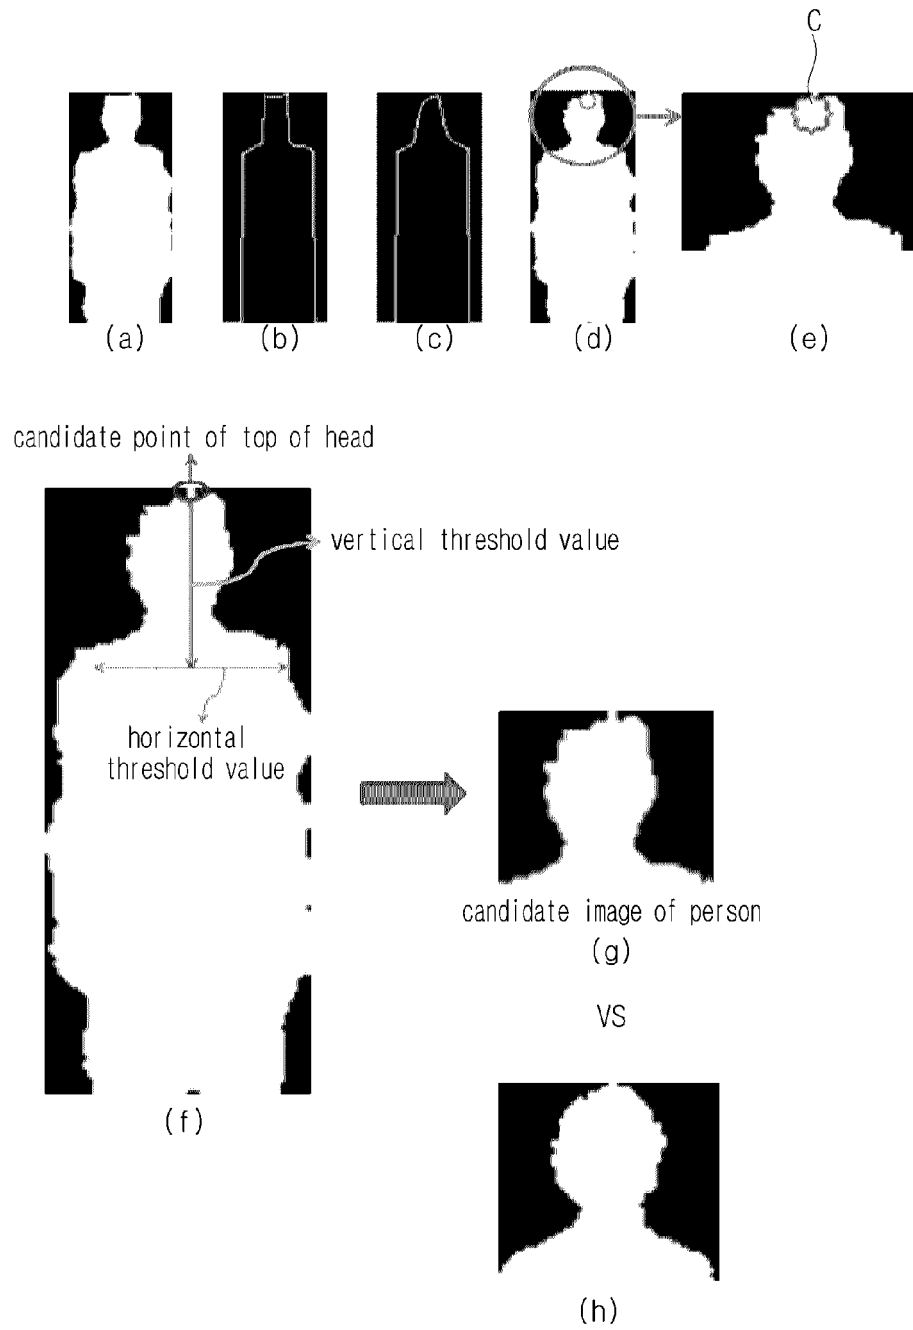 C
(a)
(b)
(c)
(d)
(e)
candidate point of top of head
vertical threshold value
horizontal
threshold value
candidate image of person
(g)
VS
(f)
(h)